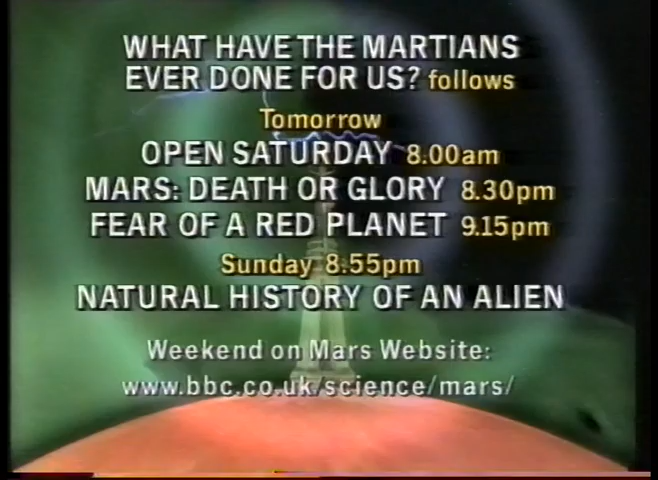 WHAT HAVE THE MARTIANS
EVER DONE FOR US? follows
Tomorrow
OPEN SATURDAY 8.00am
MARS: DEATH OR GLORY 8.30pm
FEAR OF A RED PLANET 9.15pm
Sunday 8.55pm
NATURAL HISTORY OF AN ALIEN
Weekend on Mars Website:
www.bbc.co.uk/science/mars/